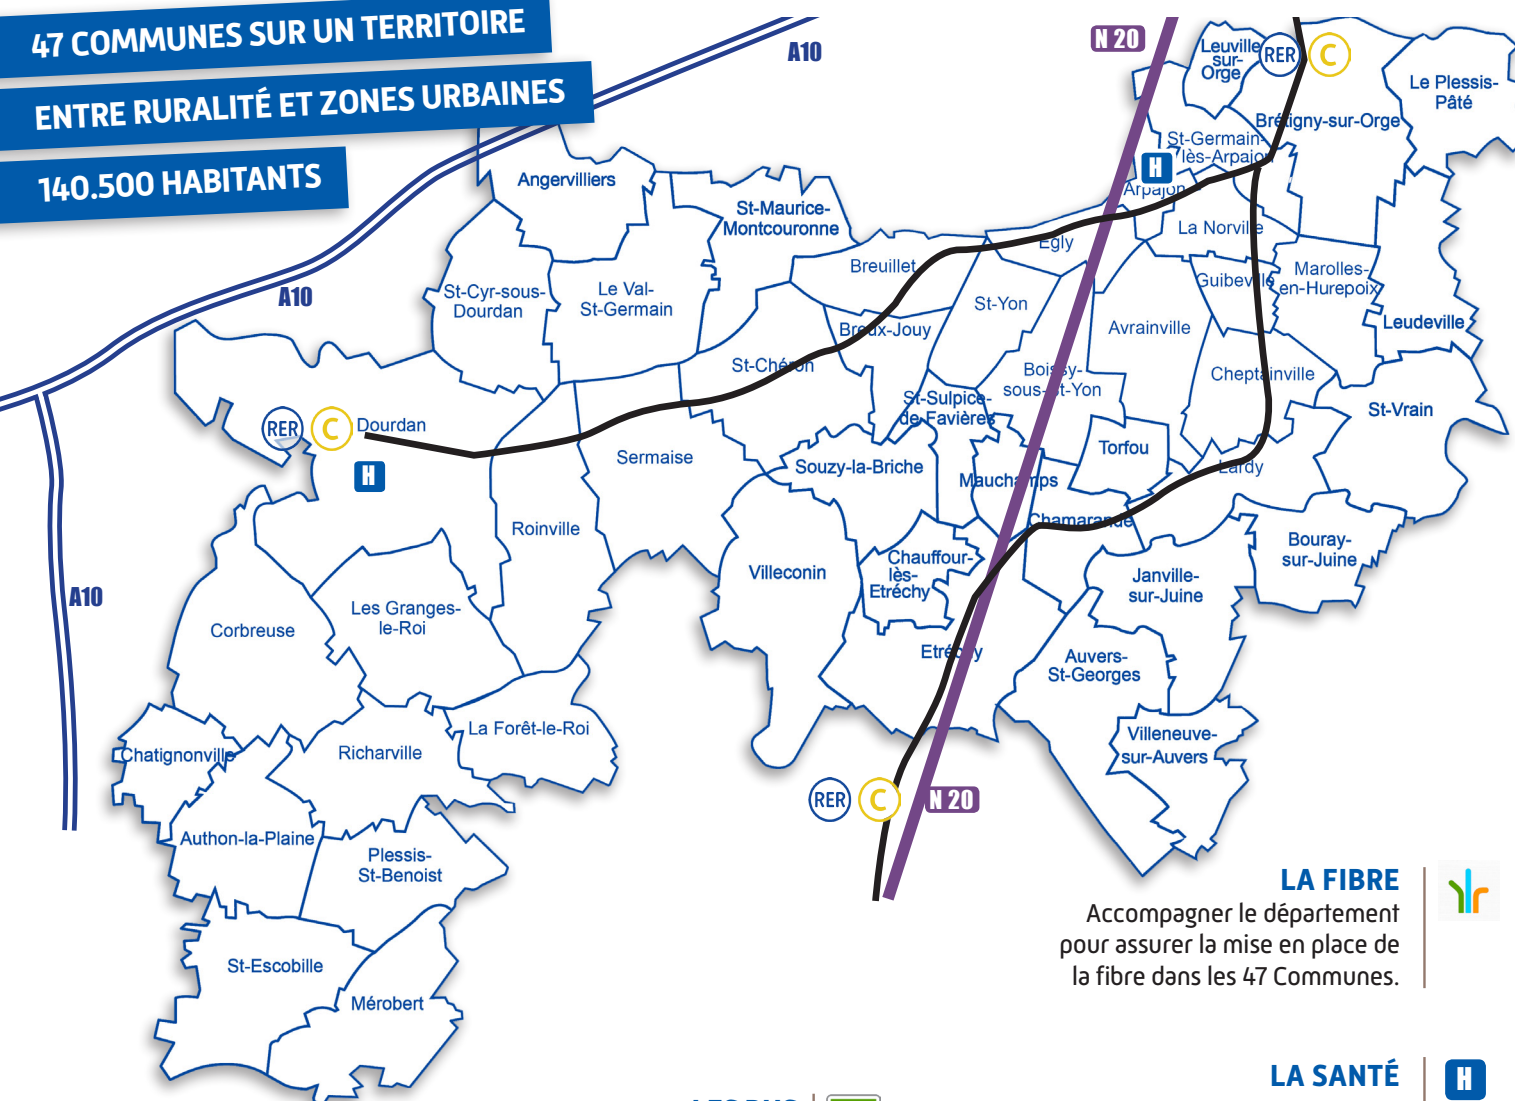 47 COMMUNES SUR UN TERRITOIRE
ENTRE RURALITÉ ET ZONES URBAINES
140.500 HABITANTS
A10
N 20
Leuville
sur-
Orge
RER
C
Le Plessis-
Pâté
Brétigny-sur-Orge
St-Germain-
lès-Arpajon
H
Arpajon
Angervilliers
St-Maurice-
Montcouronne
La Norville
Egly
Breuillet
Guibeville
Marolles-
en-Hurepoix
A10
St-Cyr-sous-
Dourdan
Le Val-
St-Germain
St-Yon
Avrainville
Leudeville
Breux-Jouy
St-Chéron
Boissy-
sous-St-Yon
Cheptainville
St-Sulpice-
de-Favières
St-Vrain
RER
C
Dourdan
H
Sermaise
Souzy-la-Briche
Mauchamps
Torfou
Lardy
Roinville
Chamarande
Villeconin
Chauffour-
lès-
Etréchy
Janville-
sur-Juine
Bouray-
sur-Juine
A10
Les Granges-
le-Roi
Corbreuse
Etréchy
Auvers-
St-Georges
La Forêt-le-Roi
Villeneuve-
sur-Auvers
Chatignonville
Richarville
RER
C
N 20
Authon-la-Plaine
Plessis-
St-Benoist
St-Escobille
Mérobert
LA FIBRE
Accompagner le département
pour assurer la mise en place de
la fibre dans les 47 Communes.
LA SANTÉ
H